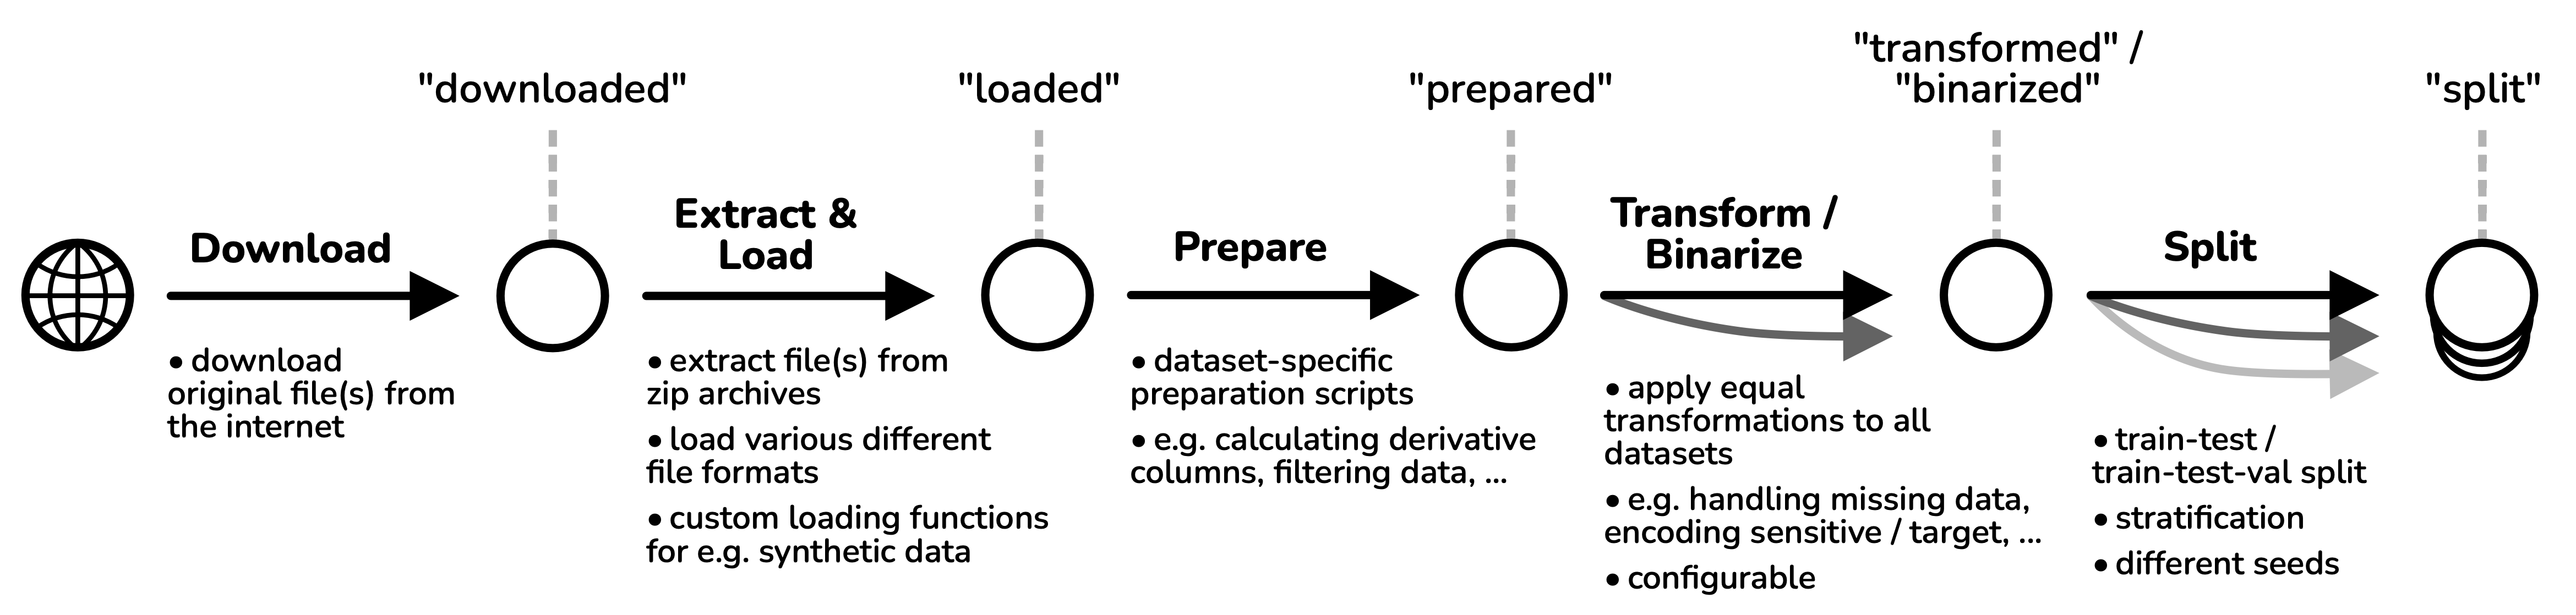 "downloaded"
"loaded"
"prepared"
"transformed" /
"binarized"
"split"
Download
• download
original file(s) from
the internet
Extract &
Load
• extract file(s) from
zip archives
• load various different
file formats
• custom loading functions
for e.g. synthetic data
Prepare
• dataset-specific
preparation scripts
• e.g. calculating derivative
columns, filtering data, ...
Transform /
Binarize
• apply equal
transformations to all
datasets
• e.g. handling missing data,
encoding sensitive / target, ...
• configurable
Split
• train-test /
train-test-val split
• stratification
• different seeds